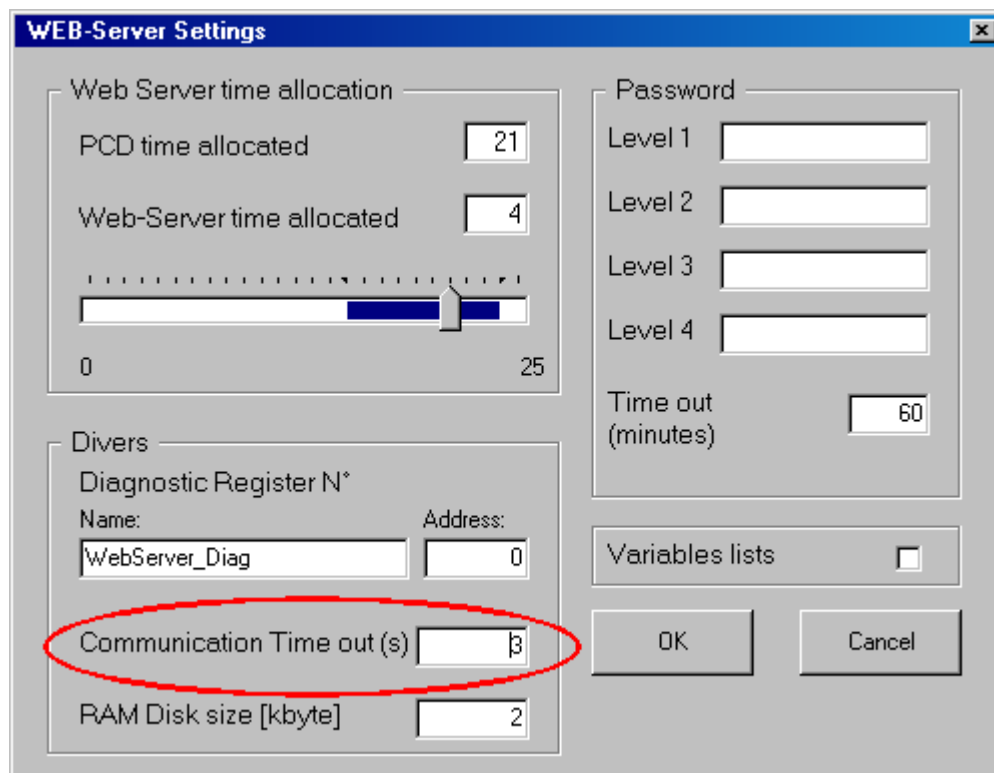 WEB-Server Settings
Web Server time allocation
PCD time allocated 21
Web-Server time allocated 4
0 25
Divers
Diagnostic Register N°
Name: Address:
WebServer_Diag 0
Communication Time out (s) 3
RAM Disk size [kbyte] 2
Password
Level 1
Level 2
Level 3
Level 4
Time out
(minutes) 60
Variables lists
OK Cancel